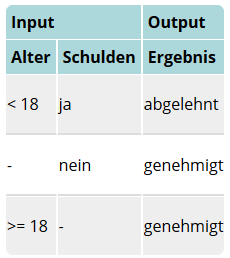 Input Output
Alter Schulden Ergebnis
< 18 ja abgelehnt
- nein genehmigt
>= 18 - genehmigt